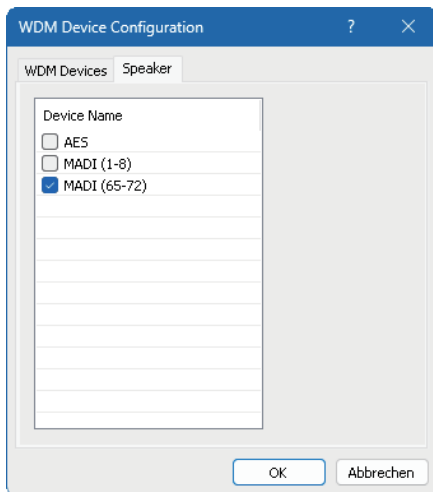 WDM Device Configuration ?
WDM Devices Speaker
Device Name
AES
MADI (1-8)
MADI (65-72)
OK Abbrechen